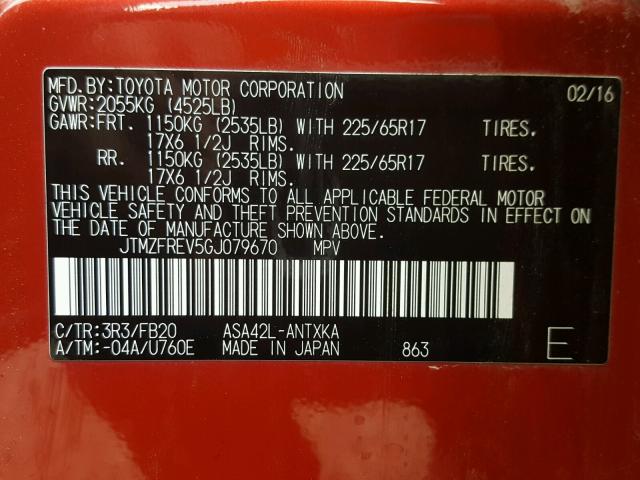 MFD.BY:TOYOTA MOTOR CORPORATION 02/16
GVWR:2055KG (4525LB)
GAWR:FRT. 1150KG (2535LB) WITH 225/65R17 TIRES.
17X6 1/2J RIMS.
RR. 1150KG (2535LB) WITH 225/65R17 TIRES.
17X6 1/2J RIMS.
THIS VEHICLE CONFORMS TO ALL APPLICABLE FEDERAL MOTOR
VEHICLE SAFETY AND THEFT PREVENTION STANDARDS IN EFFECT ON
THE DATE OF MANUFACTURE SHOWN ABOVE.
JTMZFREV5GJ079670 MPV
C/TR:3R3/FB20 ASA42L-ANTXKA
A/TM:-04A/U760E MADE IN JAPAN 863 E